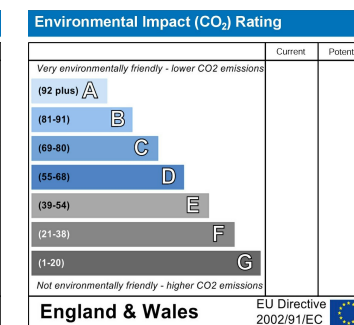 Environmental Impact (CO₂) Rating
Current Potent
Very environmentally friendly - lower CO2 emissions
(92 plus) A
(81-91) B
(69-80) C
(55-68) D
(39-54) E
(21-38) F
(1-20) G
Not environmentally friendly - higher CO2 emissions
England & Wales
EU Directive
2002/91/EC